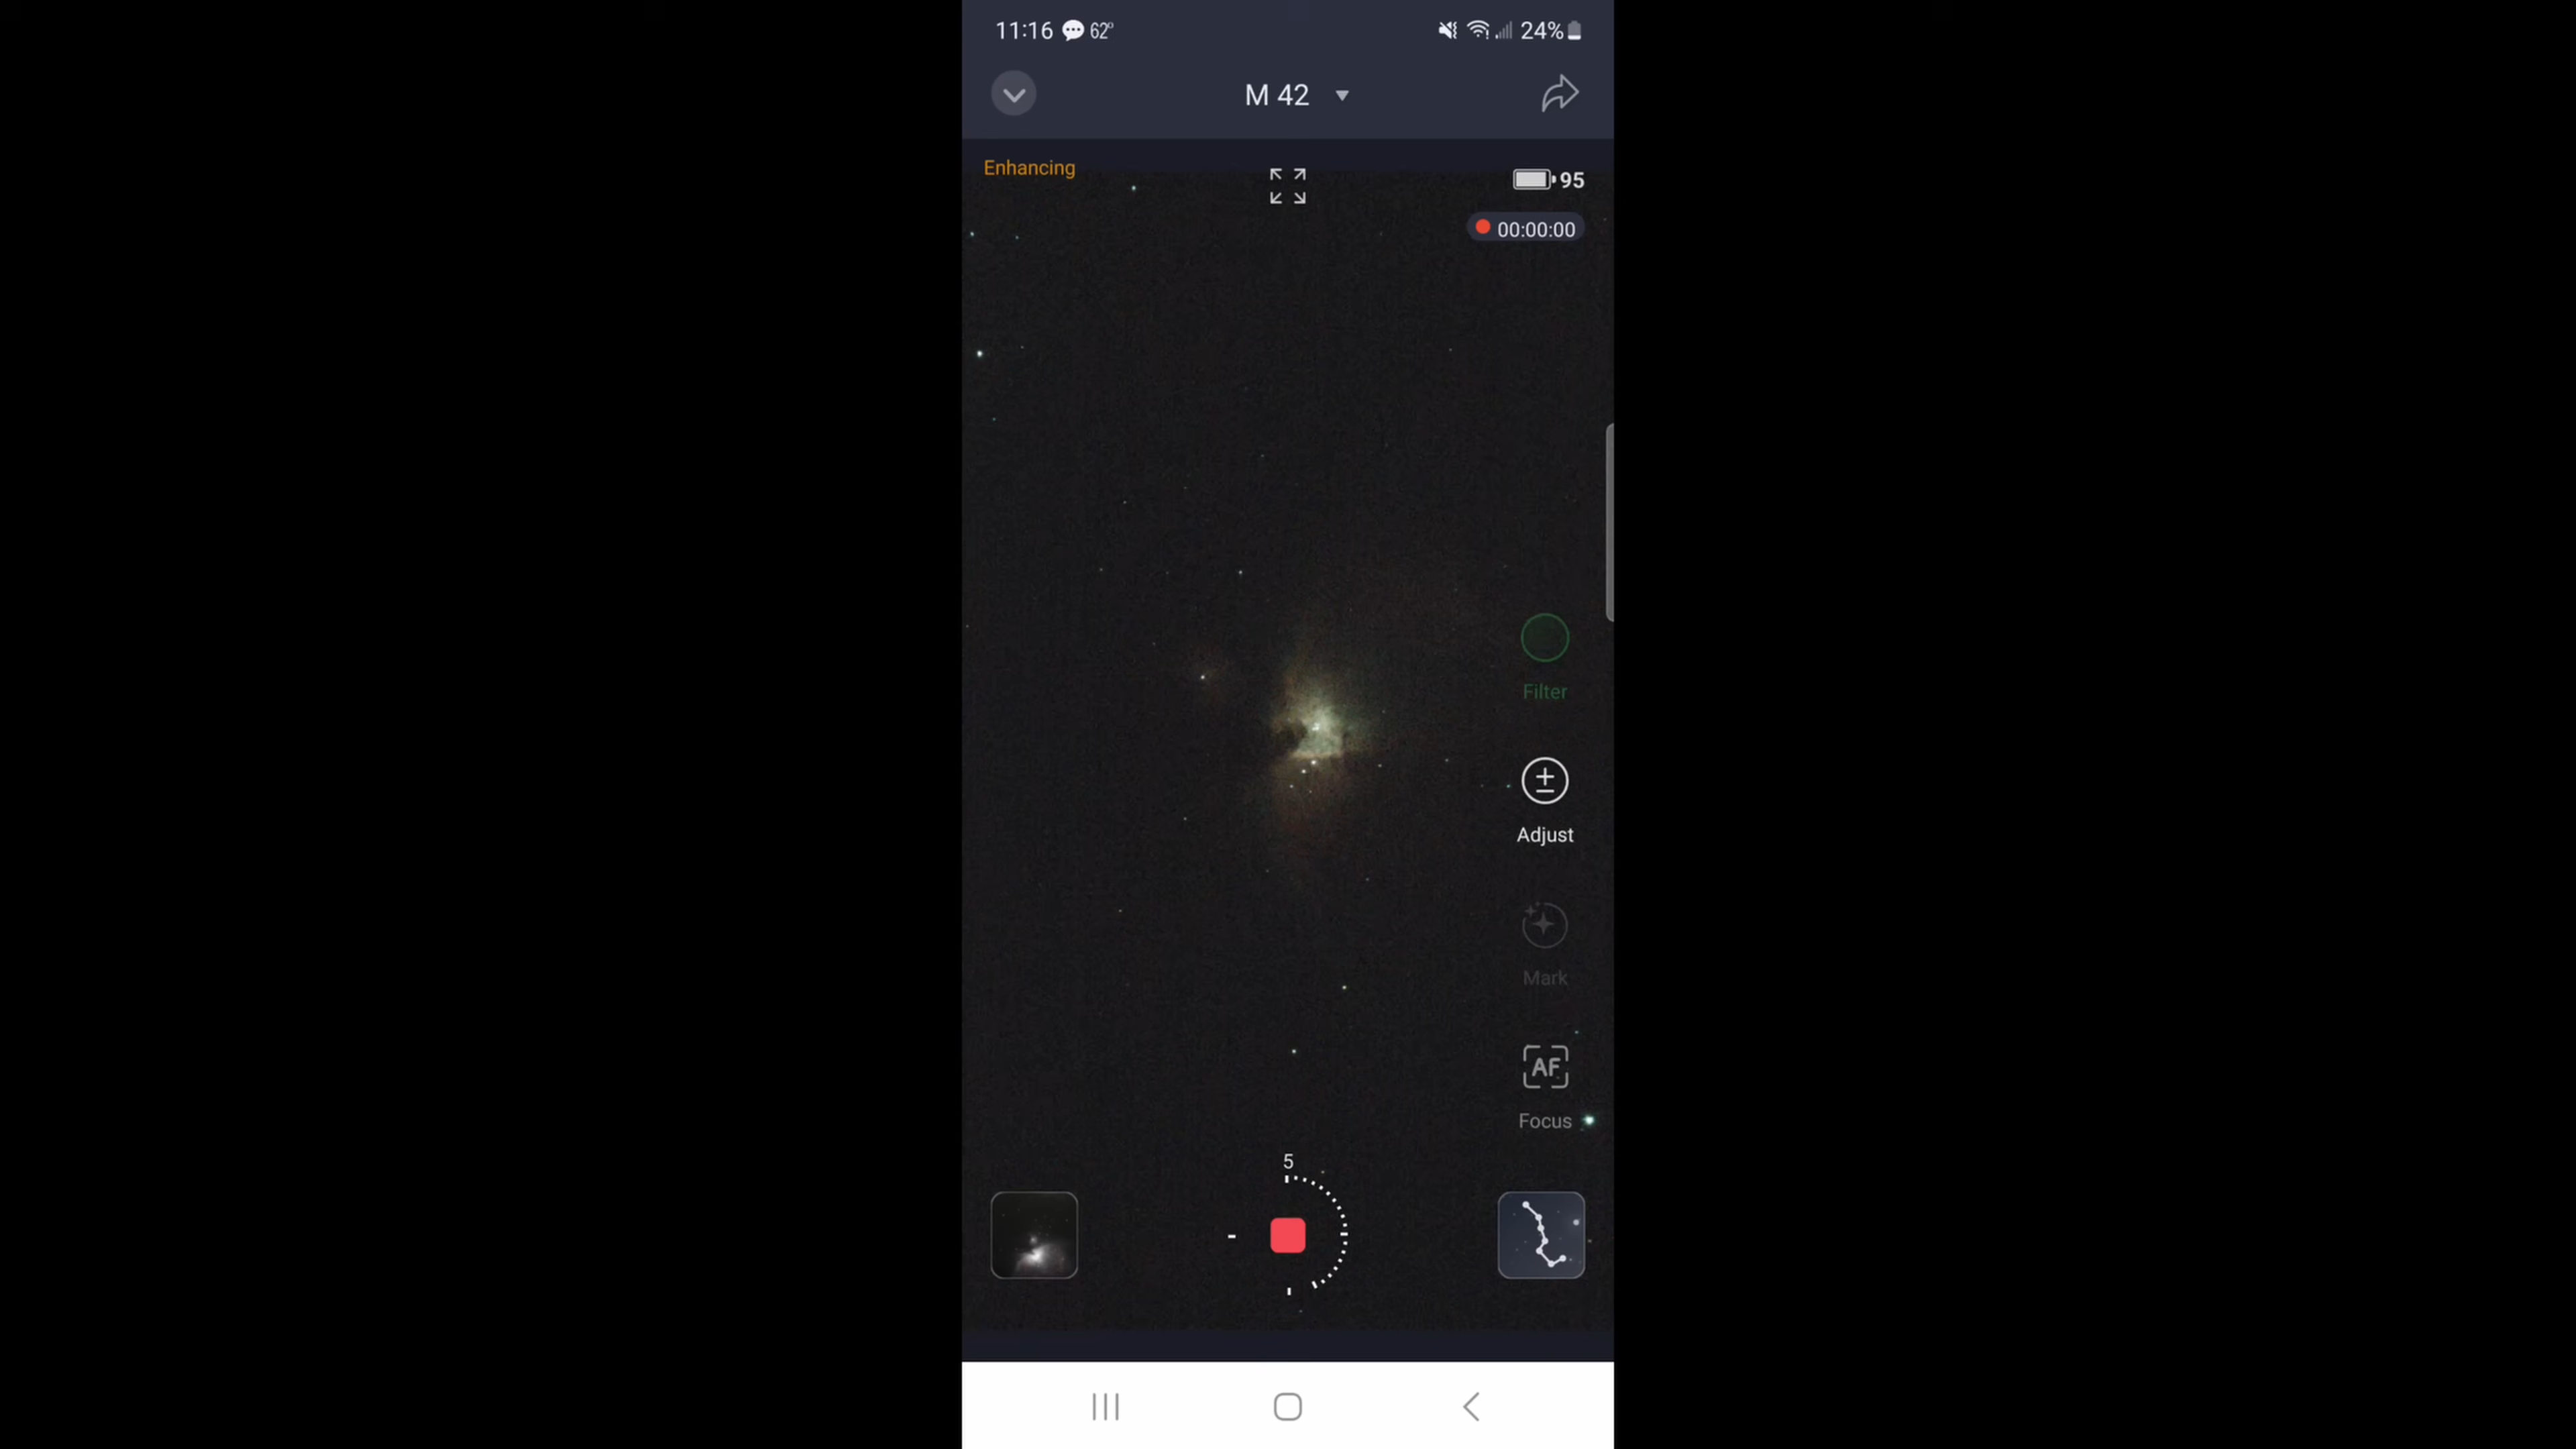 11:16 62° 24%
M 42
Enhancing
95
00:00:00
Filter
Adjust
Mark
AF
Focus
5